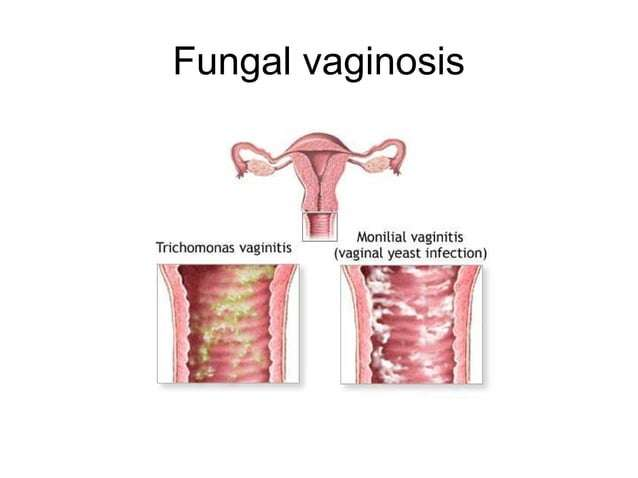 Fungal vaginosis
Trichomonas vaginitis
Monilial vaginitis
(vaginal yeast infection)